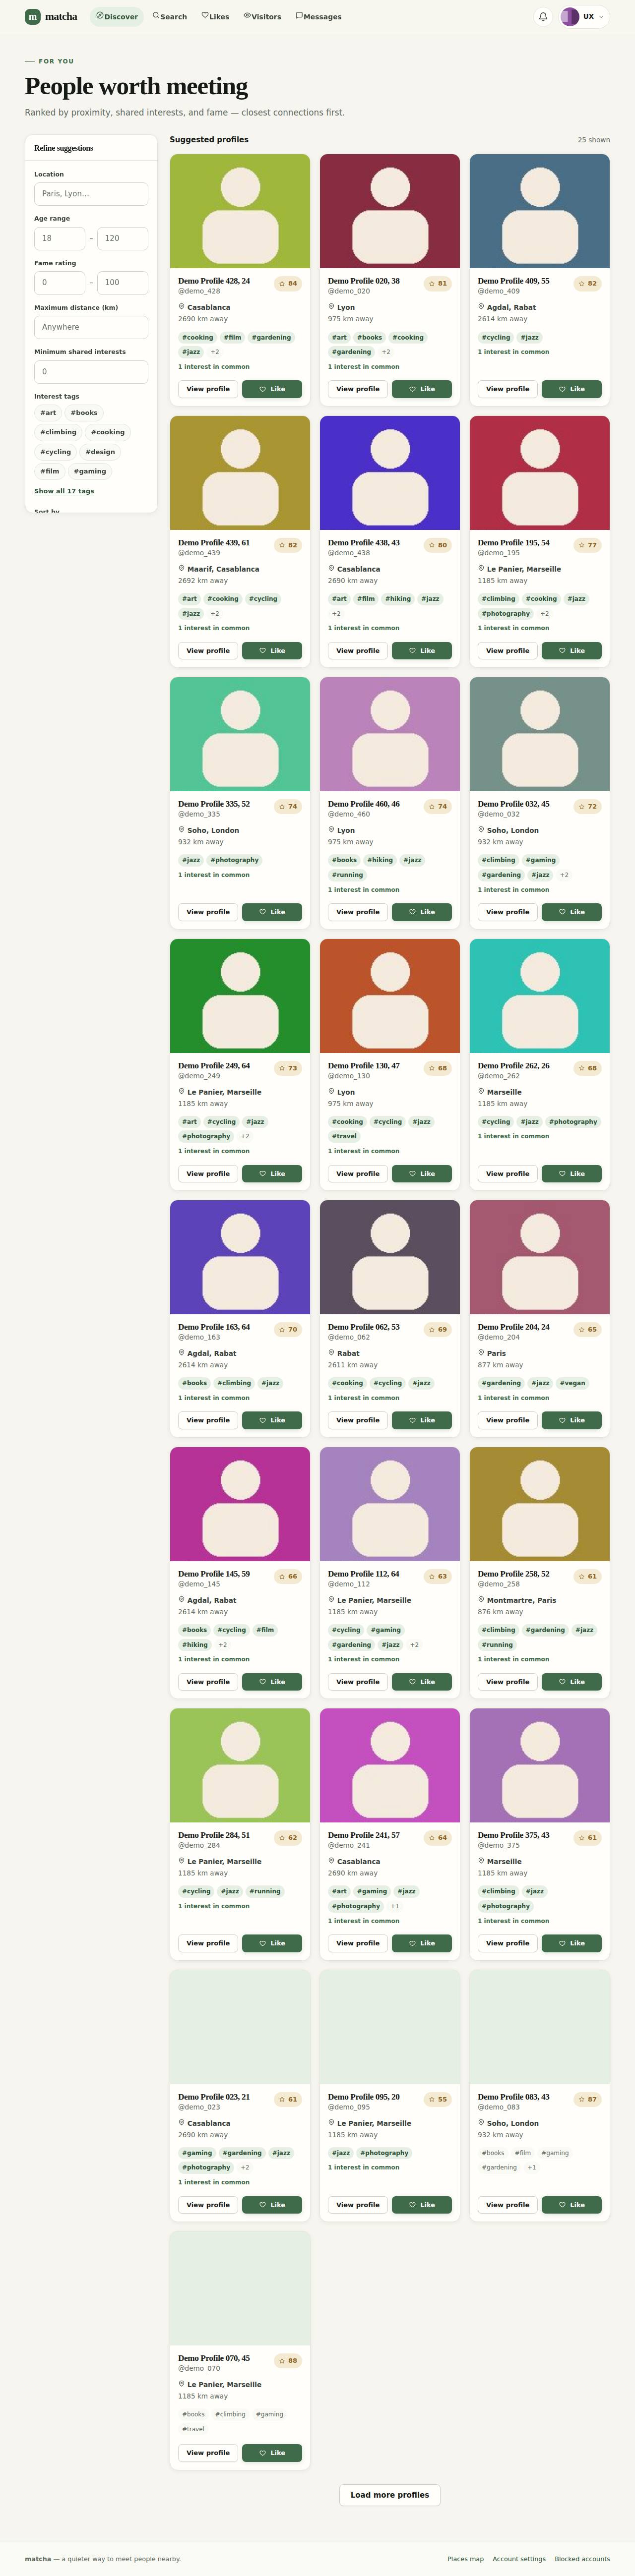 m matcha Discover Search Likes Visitors Messages UX
FOR YOU
People worth meeting
Ranked by proximity, shared interests, and fame — closest connections first.
Refine suggestions
Location
Paris, Lyon...
Age range
18 – 120
Fame rating
0 – 100
Maximum distance (km)
Anywhere
Minimum shared interests
0
Interest tags
#art #books
#climbing #cooking
#cycling #design
#film #gaming
Show all 17 tags
Sort by
Suggested profiles 25 shown
Demo Profile 428, 24 84
@demo_428
Casablanca
2690 km away
#cooking #film #gardening
#jazz +2
1 interest in common
View profile Like
Demo Profile 020, 38 81
@demo_020
Lyon
975 km away
#art #books #cooking
#gardening +2
1 interest in common
View profile Like
Demo Profile 409, 55 82
@demo_409
Agdal, Rabat
2614 km away
#cycling #jazz
1 interest in common
View profile Like
Demo Profile 439, 61 82
@demo_439
Maarif, Casablanca
2692 km away
#art #cooking #cycling
#jazz +2
1 interest in common
View profile Like
Demo Profile 438, 43 80
@demo_438
Casablanca
2690 km away
#art #film #hiking #jazz
+2
1 interest in common
View profile Like
Demo Profile 195, 54 77
@demo_195
Le Panier, Marseille
1185 km away
#climbing #cooking #jazz
#photography +2
1 interest in common
View profile Like
Demo Profile 335, 52 74
@demo_335
Soho, London
932 km away
#jazz #photography
1 interest in common
View profile Like
Demo Profile 460, 46 74
@demo_460
Lyon
975 km away
#books #hiking #jazz
#running
1 interest in common
View profile Like
Demo Profile 032, 45 72
@demo_032
Soho, London
932 km away
#climbing #gaming
#gardening #jazz +2
1 interest in common
View profile Like
Demo Profile 249, 64 73
@demo_249
Le Panier, Marseille
1185 km away
#art #cycling #jazz
#photography +2
1 interest in common
View profile Like
Demo Profile 130, 47 68
@demo_130
Lyon
975 km away
#cooking #cycling #jazz
#travel
1 interest in common
View profile Like
Demo Profile 262, 26 68
@demo_262
Marseille
1185 km away
#cycling #jazz #photography
1 interest in common
View profile Like
Demo Profile 163, 64 70
@demo_163
Agdal, Rabat
2614 km away
#books #climbing #jazz
1 interest in common
View profile Like
Demo Profile 062, 53 69
@demo_062
Rabat
2611 km away
#cooking #cycling #jazz
1 interest in common
View profile Like
Demo Profile 204, 24 65
@demo_204
Paris
877 km away
#gardening #jazz #vegan
1 interest in common
View profile Like
Demo Profile 145, 59 66
@demo_145
Agdal, Rabat
2614 km away
#books #cycling #film
#hiking +2
1 interest in common
View profile Like
Demo Profile 112, 64 63
@demo_112
Le Panier, Marseille
1185 km away
#cycling #gaming
#gardening #jazz +2
1 interest in common
View profile Like
Demo Profile 258, 52 61
@demo_258
Montmartre, Paris
876 km away
#climbing #gardening #jazz
#running
1 interest in common
View profile Like
Demo Profile 284, 51 62
@demo_284
Le Panier, Marseille
1185 km away
#cycling #jazz #running
1 interest in common
View profile Like
Demo Profile 241, 57 64
@demo_241
Casablanca
2690 km away
#art #gaming #jazz
#photography +1
1 interest in common
View profile Like
Demo Profile 375, 43 61
@demo_375
Marseille
1185 km away
#climbing #jazz
#photography
1 interest in common
View profile Like
Demo Profile 023, 21 61
@demo_023
Casablanca
2690 km away
#gaming #gardening #jazz
#photography +2
1 interest in common
View profile Like
Demo Profile 095, 20 55
@demo_095
Le Panier, Marseille
1185 km away
#jazz #photography
1 interest in common
View profile Like
Demo Profile 083, 43 87
@demo_083
Soho, London
932 km away
#books #film #gaming
#gardening +1
View profile Like
Demo Profile 070, 45 88
@demo_070
Le Panier, Marseille
1185 km away
#books #climbing #gaming
#travel
View profile Like
Load more profiles
matcha — a quieter way to meet people nearby. Places map Account settings Blocked accounts